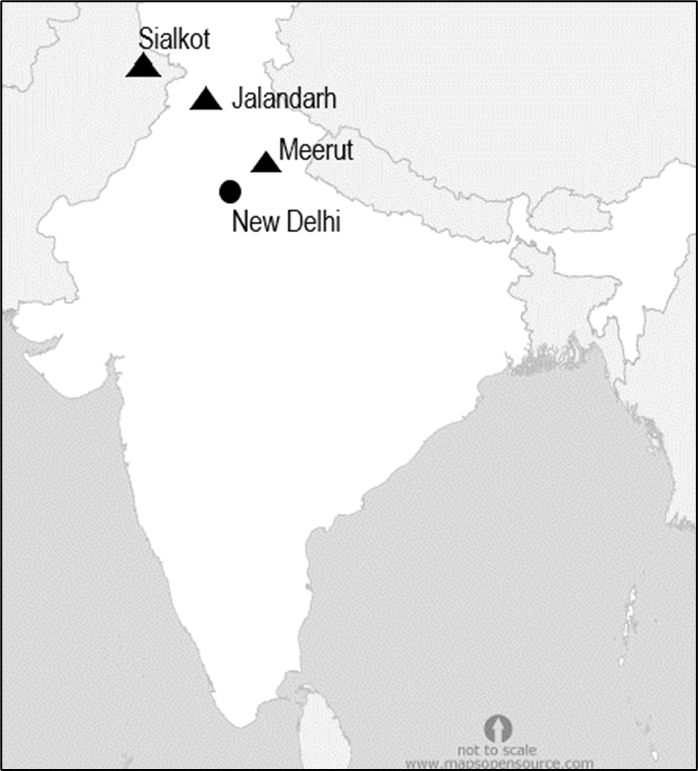 Sialkot
Jalandarh
Meerut
New Delhi
not to scale
www.mapsopensource.com